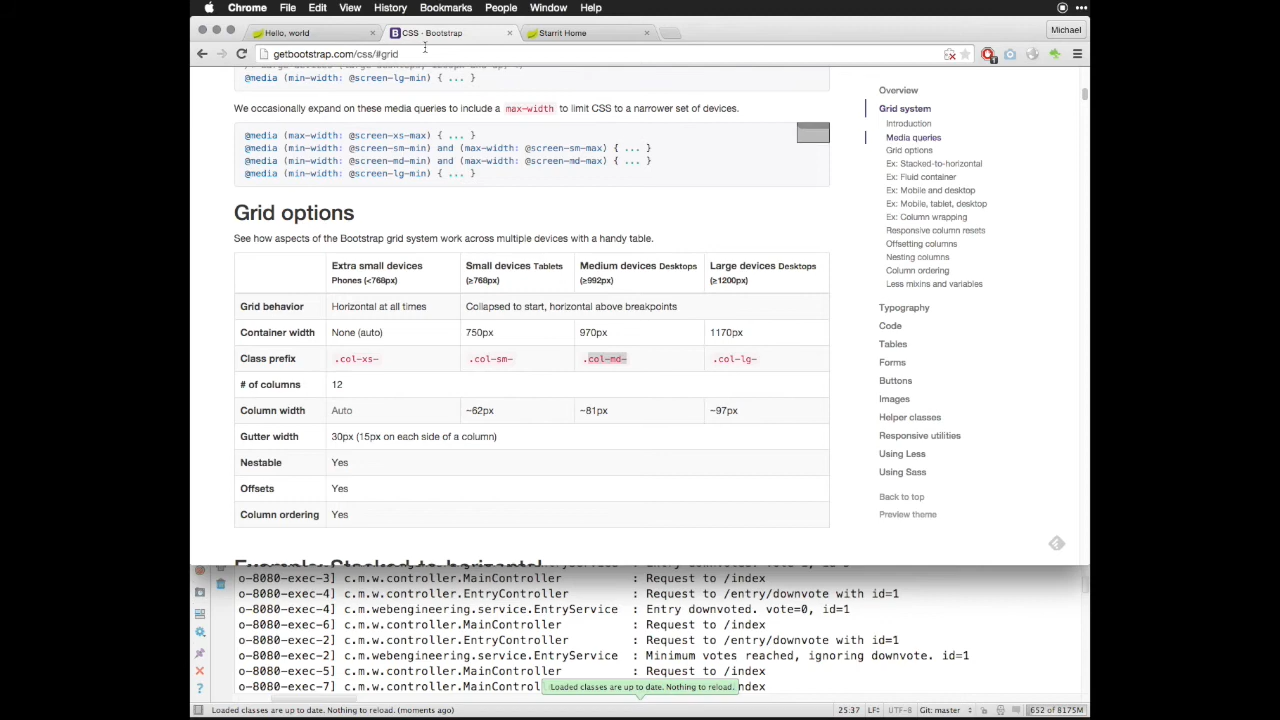 Chrome File Edit View History Bookmarks People Window Help
Hello, world
CSS · Bootstrap
Starrit Home
Michael
getbootstrap.com/css/#grid
@media (min-width: @screen-lg-min) { ... }
We occasionally expand on these media queries to include a max-width to limit CSS to a narrower set of devices.
@media (max-width: @screen-xs-max) { ... }
@media (min-width: @screen-sm-min) and (max-width: @screen-sm-max) { ... }
@media (min-width: @screen-md-min) and (max-width: @screen-md-max) { ... }
@media (min-width: @screen-lg-min) { ... }
Grid options
See how aspects of the Bootstrap grid system work across multiple devices with a handy table.
Extra small devices Small devices Tablets Medium devices Desktops Large devices Desktops
Phones (<768px) (≥768px) (≥992px) (≥1200px)
Grid behavior Horizontal at all times Collapsed to start, horizontal above breakpoints
Container width None (auto) 750px 970px 1170px
Class prefix .col-xs- .col-sm- .col-md- .col-lg-
# of columns 12
Column width Auto ~62px ~81px ~97px
Gutter width 30px (15px on each side of a column)
Nestable Yes
Offsets Yes
Column ordering Yes
Example: Stacked-to-horizontal
Overview
Grid system
Introduction
Media queries
Grid options
Ex: Stacked-to-horizontal
Ex: Fluid container
Ex: Mobile and desktop
Ex: Mobile, tablet, desktop
Ex: Column wrapping
Responsive column resets
Offsetting columns
Nesting columns
Column ordering
Less mixins and variables
Typography
Code
Tables
Forms
Buttons
Images
Helper classes
Responsive utilities
Using Less
Using Sass
Back to top
Preview theme
o-8080-exec-3] c.m.w.controller.MainController : Request to /index
o-8080-exec-4] c.m.w.controller.EntryController : Request to /entry/downvote with id=1
o-8080-exec-4] c.m.webengineering.service.EntryService : Entry downvoted. vote=0, id=1
o-8080-exec-6] c.m.w.controller.MainController : Request to /index
o-8080-exec-2] c.m.w.controller.EntryController : Request to /entry/downvote with id=1
o-8080-exec-2] c.m.webengineering.service.EntryService : Minimum votes reached, ignoring downvote. id=1
o-8080-exec-5] c.m.w.controller.MainController : Request to /index
o-8080-exec-7] c.m.w.controller.MainCont ndex
Loaded classes are up to date. Nothing to reload.
Loaded classes are up to date. Nothing to reload. (moments ago) 25:37 LF UTF-8 Git: master 652 of 8175M